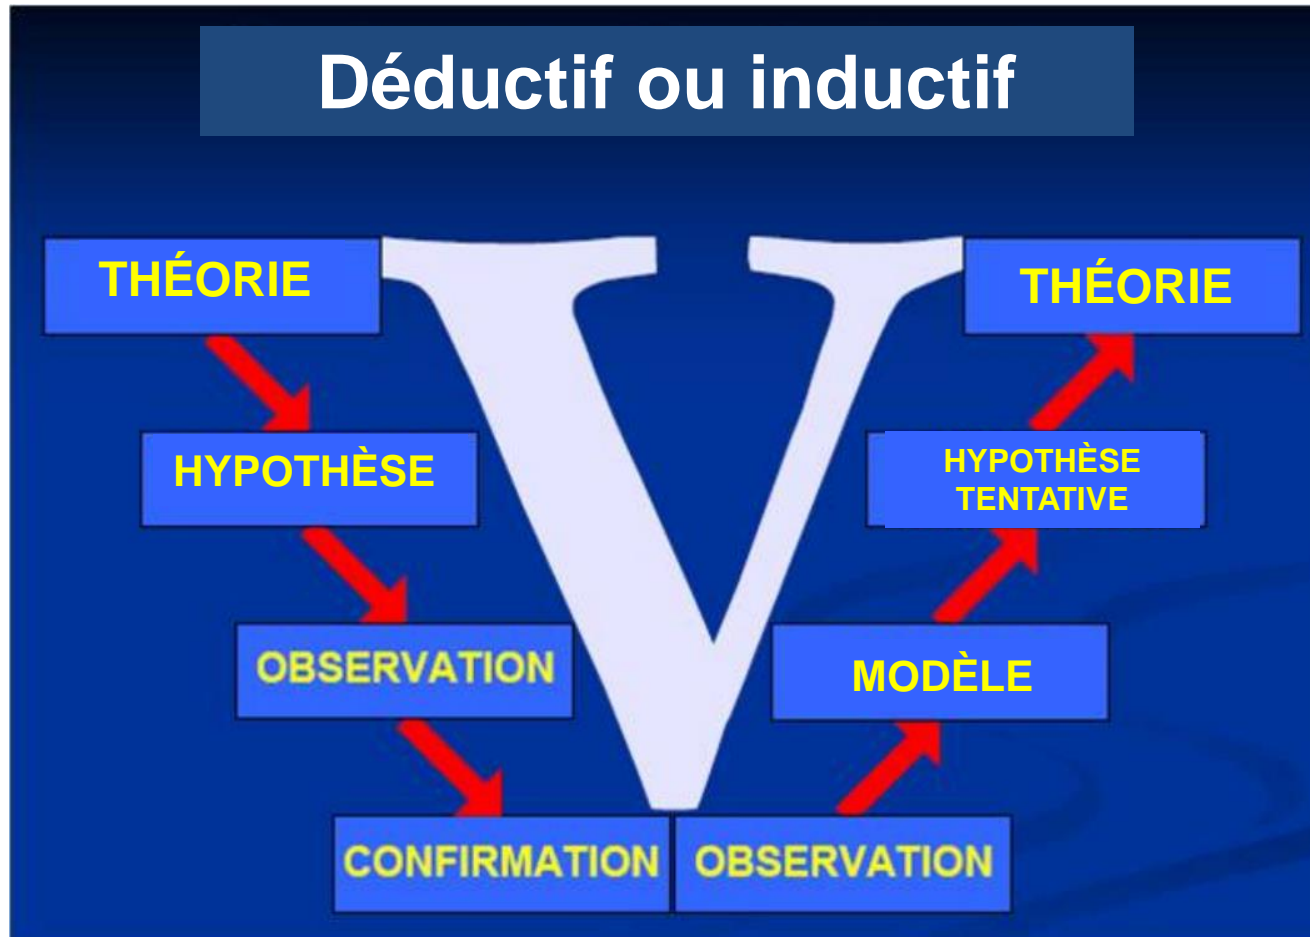 Déductif ou inductif
THÉORIE
HYPOTHÈSE
OBSERVATION
CONFIRMATION
V
THÉORIE
HYPOTHÈSE
TENTATIVE
MODÈLE
OBSERVATION